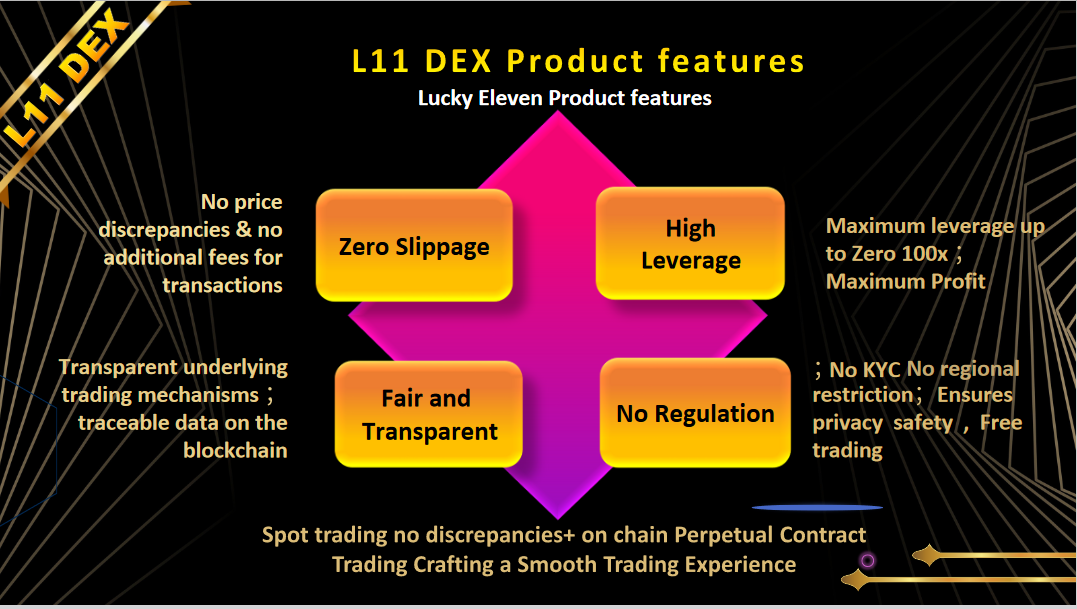 L11 DEX
L11 DEX Product features
Lucky Eleven Product features
No price
discrepancies & no
additional fees for
transactions
Zero Slippage
High
Leverage
Maximum leverage up
to Zero 100x；
Maximum Profit
Transparent underlying
trading mechanisms；
traceable data on the
blockchain
Fair and
Transparent
No Regulation
；No KYC No regional
restriction； Ensures
privacy safety , Free
trading
Spot trading no discrepancies+ on chain Perpetual Contract
Trading Crafting a Smooth Trading Experience